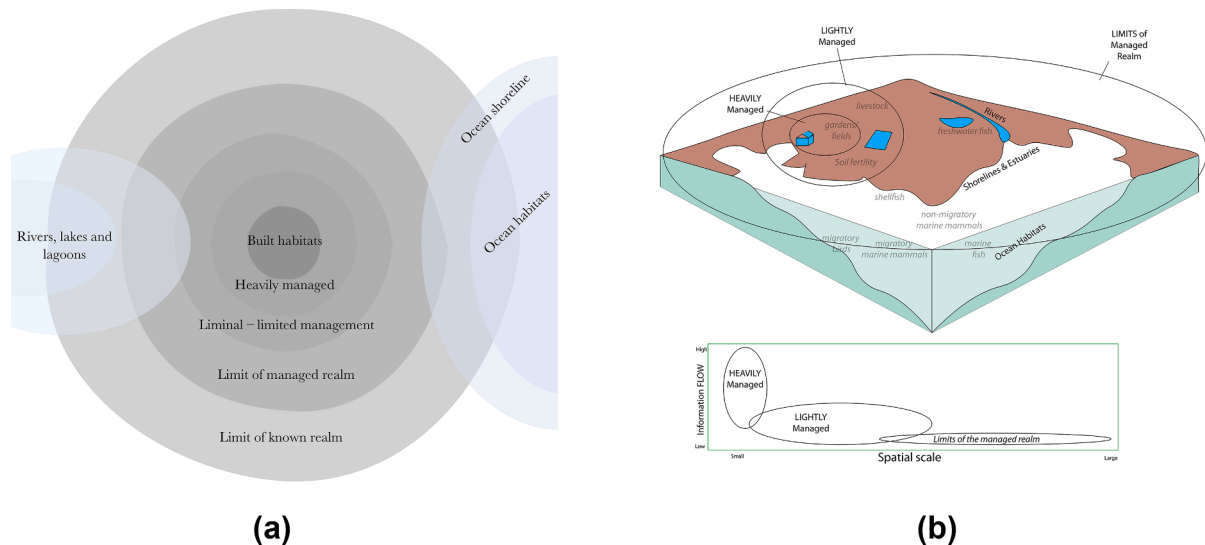 Ocean shoreline
Ocean habitats
Rivers, lakes and
lagoons
Built habitats
Heavily managed
Liminal – limited management
Limit of managed realm
Limit of known realm
(a)
LIGHTLY
Managed
LIMITS of
Managed
Realm
HEAVILY
Managed
livestock
gardens/
fields
Rivers
freshwater fish
Soil fertility
Shorelines & Estuaries
shellfish
non-migratory
marine mammals
migratory
birds
migratory
marine mammals
marine
fish
Ocean Habitats
High
Information FLOW
Low
HEAVILY
Managed
LIGHTLY
Managed
Limits of the managed realm
Small
Spatial scale
Large
(b)